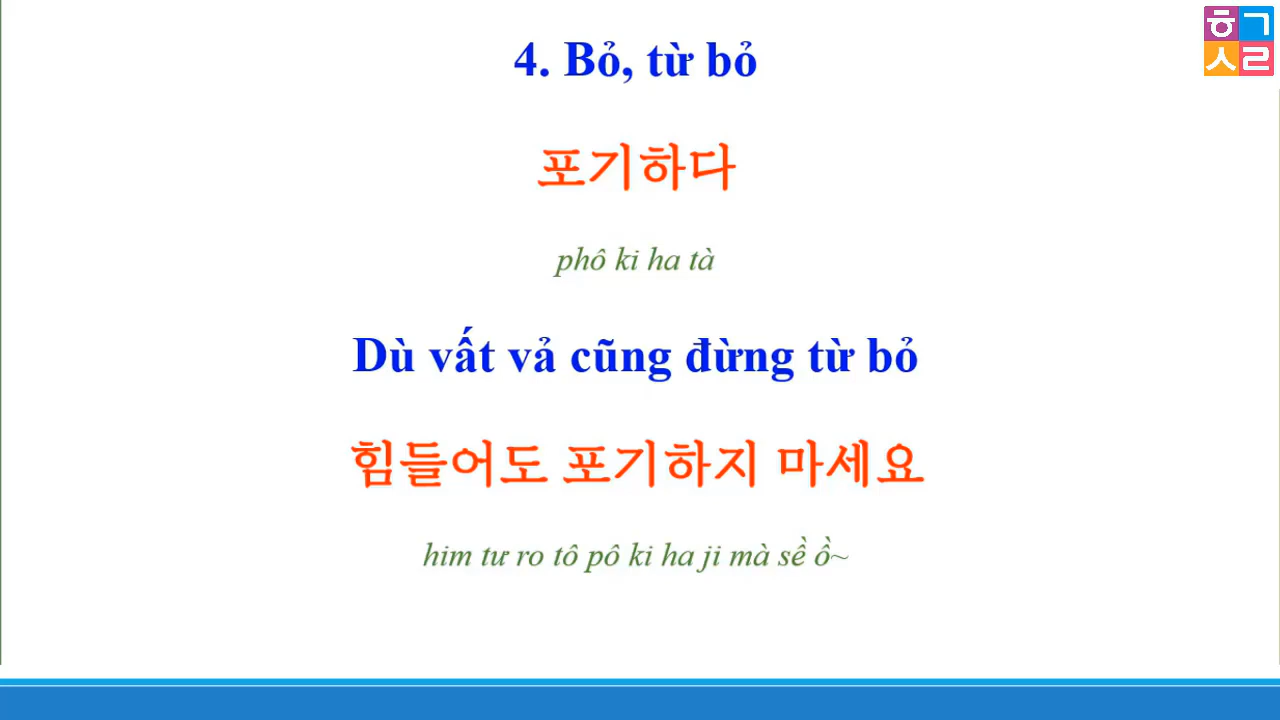 ㅎㄱ
ㅅㄹ
4. Bỏ, từ bỏ
포기하다
phô ki ha tà
Dù vất vả cũng đừng từ bỏ
힘들어도 포기하지 마세요
him tư ro tô pô ki ha ji mà sề ồ~